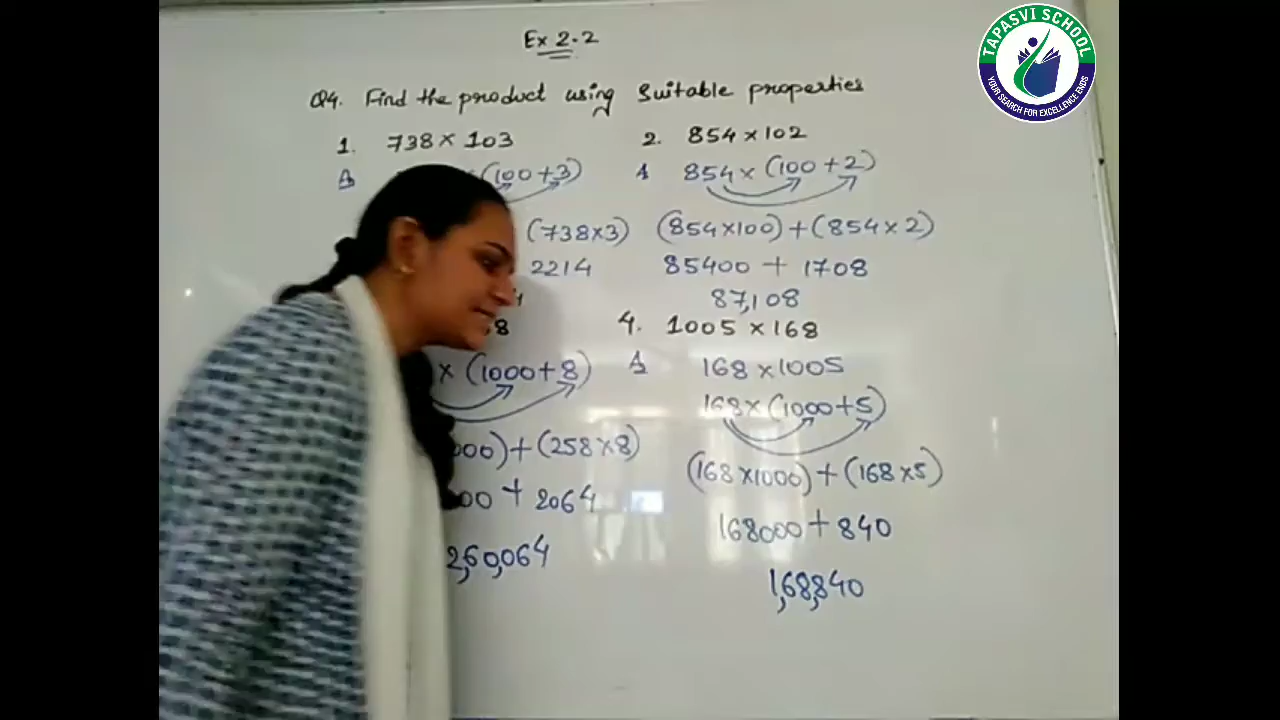 Ex 2.2
Q4. Find the product using Suitable properties
1. 738 × 103
A (100 + 3)
(738×3)
2214
8
× (1000 + 8)
000) + (258 × 8)
00 + 2064
2,60,064
2. 854 × 102
A 854 × (100 + 2)
(854 × 100) + (854 × 2)
85400 + 1708
87,108
4. 1005 × 168
A 168 × 1005
168 × (1000 + 5)
(168 × 1000) + (168 × 5)
168000 + 840
1,68,840
TAPASVI SCHOOL
YOUR SEARCH FOR EXCELLENCE ENDS